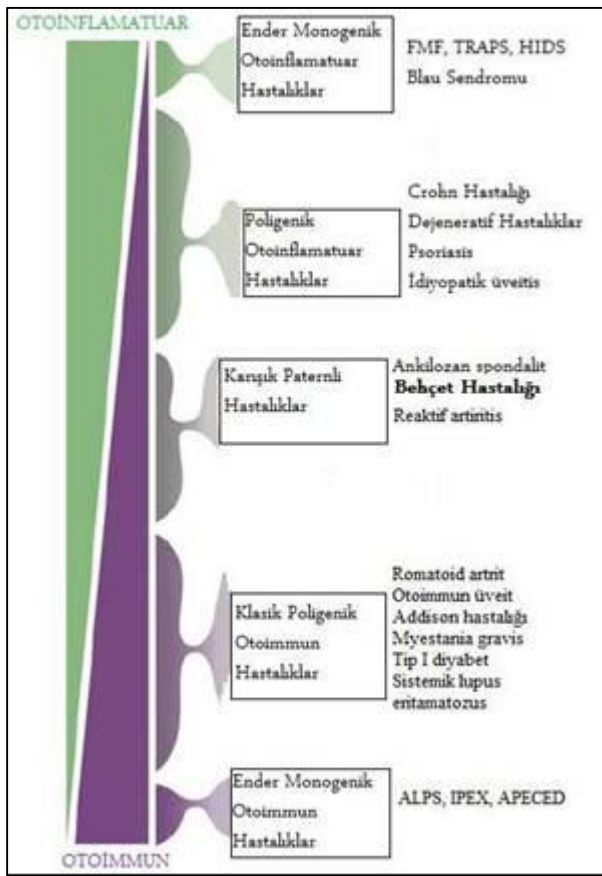 OTOİNFLAMATUAR
Ender Monogenik
Otoinflamatuar
Hastalıklar
FMF, TRAPS, HIDS
Blau Sendromu
Poligenik
Otoinflamatuar
Hastalıklar
Crohn Hastalığı
Dejeneratif Hastalıklar
Psoriasis
İdiyopatik üveitis
Karışık Paternli
Hastalıklar
Ankilozan spondalit
Behçet Hastalığı
Reaktif artiritis
Klasik Poligenik
Otoimmun
Hastalıklar
Romatoid artrit
Otoimmun üveit
Addison hastalığı
Myestania gravis
Tip I diyabet
Sistemik lupus
eritamatozus
Ender Monogenik
Otoimmun
Hastalıklar
ALPS, IPEX, APECED
OTOİMMUN